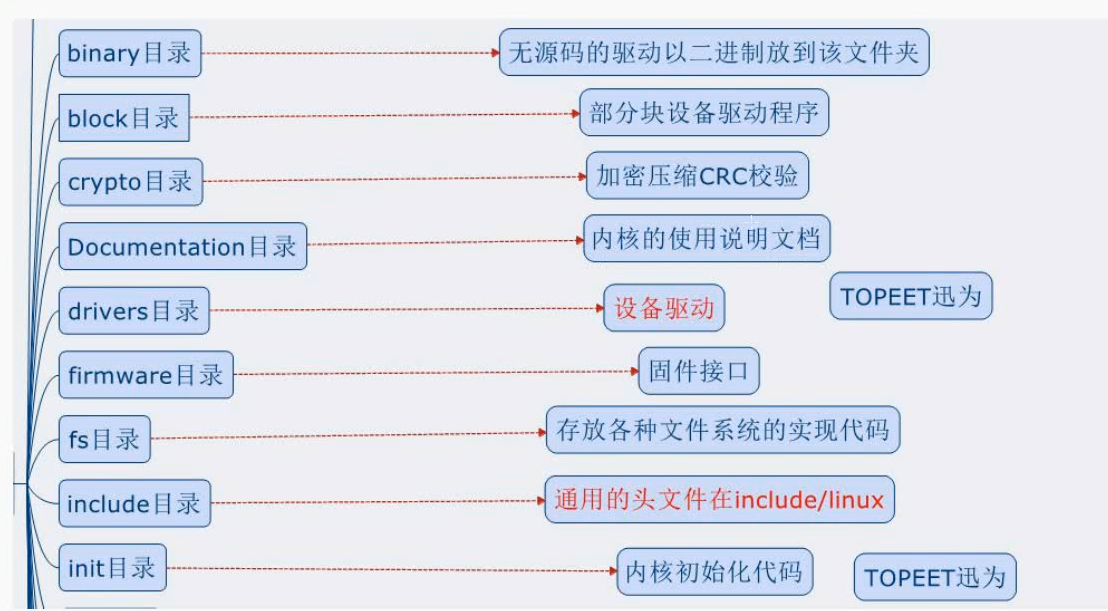 binary目录
无源码的驱动以二进制放到该文件夹
block目录
部分块设备驱动程序
crypto目录
加密压缩CRC校验
Documentation目录
内核的使用说明文档
drivers目录
设备驱动
TOPEET迅为
firmware目录
固件接口
fs目录
存放各种文件系统的实现代码
include目录
通用的头文件在include/linux
init目录
内核初始化代码
TOPEET迅为